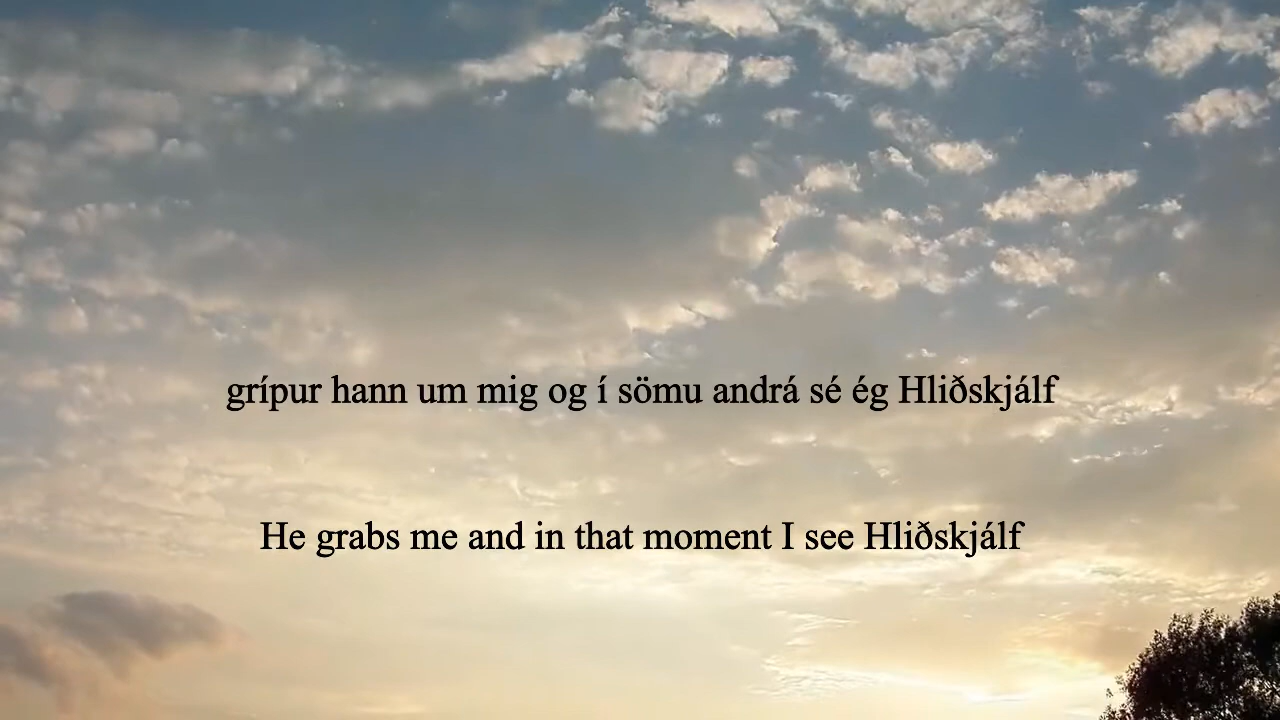 grípur hann um mig og í sömu andrá sé ég Hliðskjálf
He grabs me and in that moment I see Hliðskjálf